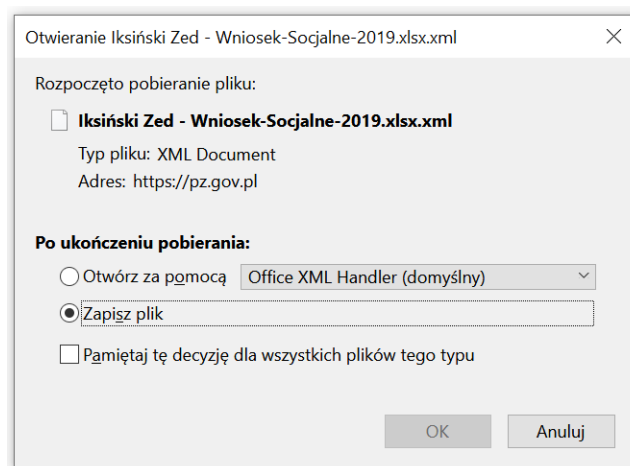 Otwieranie Iksiński Zed - Wniosek-Socjalne-2019.xlsx.xml
Rozpoczęto pobieranie pliku:
Iksiński Zed - Wniosek-Socjalne-2019.xlsx.xml
Typ pliku: XML Document
Adres: https://pz.gov.pl
Po ukończeniu pobierania:
Otwórz za pomocą Office XML Handler (domyślny)
Zapisz plik
Pamiętaj tę decyzję dla wszystkich plików tego typu
OK Anuluj